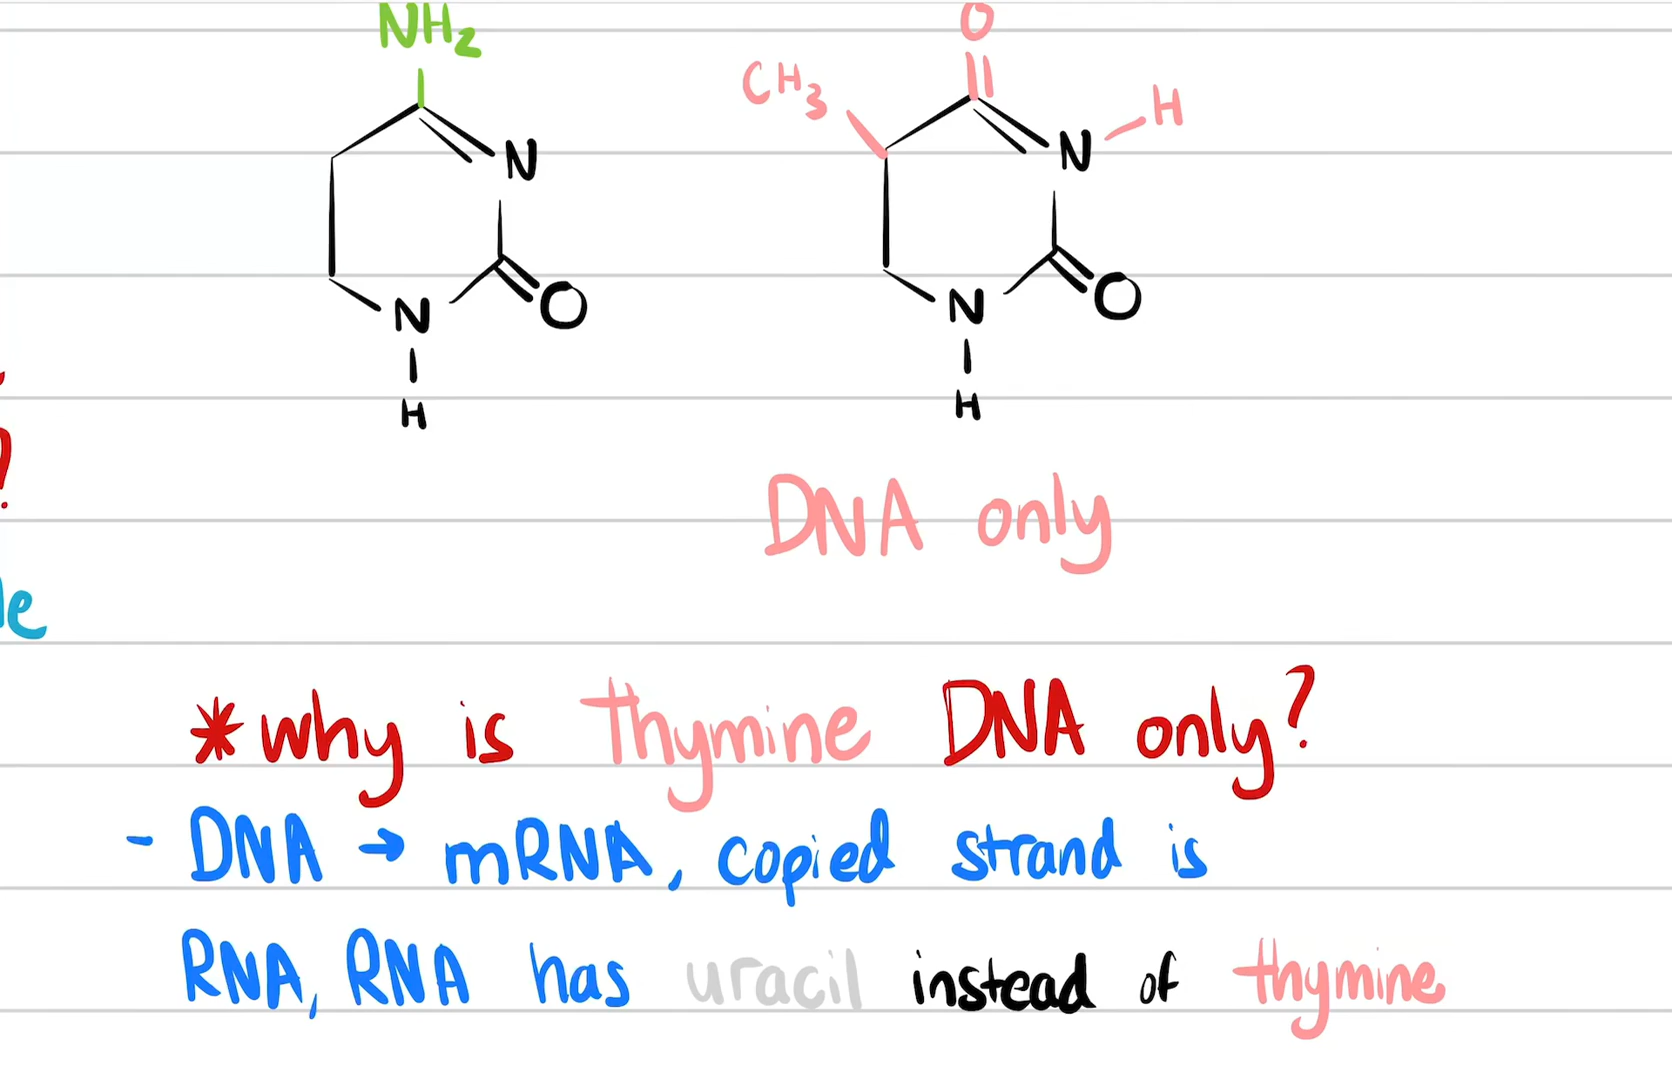 NH2
O
CH3
H
N
N
N
O
N
O
H
H
DNA only
?
le
*why is thymine DNA only?
- DNA → mRNA, copied strand is
RNA, RNA has uracil instead of thymine